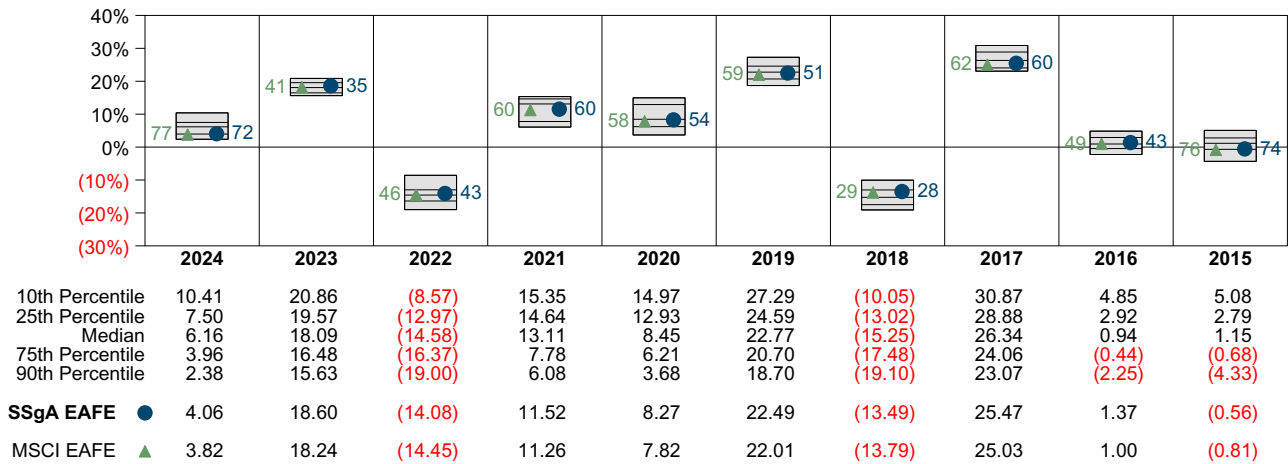 40%
30%
20%
10%
0%
(10%)
(20%)
(30%)
77 72
41 35
46 43
60 60
58 54
59 51
29 28
62 60
49 43
76 74
2024 2023 2022 2021 2020 2019 2018 2017 2016 2015
10th Percentile 10.41 20.86 (8.57) 15.35 14.97 27.29 (10.05) 30.87 4.85 5.08
25th Percentile 7.50 19.57 (12.97) 14.64 12.93 24.59 (13.02) 28.88 2.92 2.79
Median 6.16 18.09 (14.58) 13.11 8.45 22.77 (15.25) 26.34 0.94 1.15
75th Percentile 3.96 16.48 (16.37) 7.78 6.21 20.70 (17.48) 24.06 (0.44) (0.68)
90th Percentile 2.38 15.63 (19.00) 6.08 3.68 18.70 (19.10) 23.07 (2.25) (4.33)
SSgA EAFE 4.06 18.60 (14.08) 11.52 8.27 22.49 (13.49) 25.47 1.37 (0.56)
MSCI EAFE 3.82 18.24 (14.45) 11.26 7.82 22.01 (13.79) 25.03 1.00 (0.81)